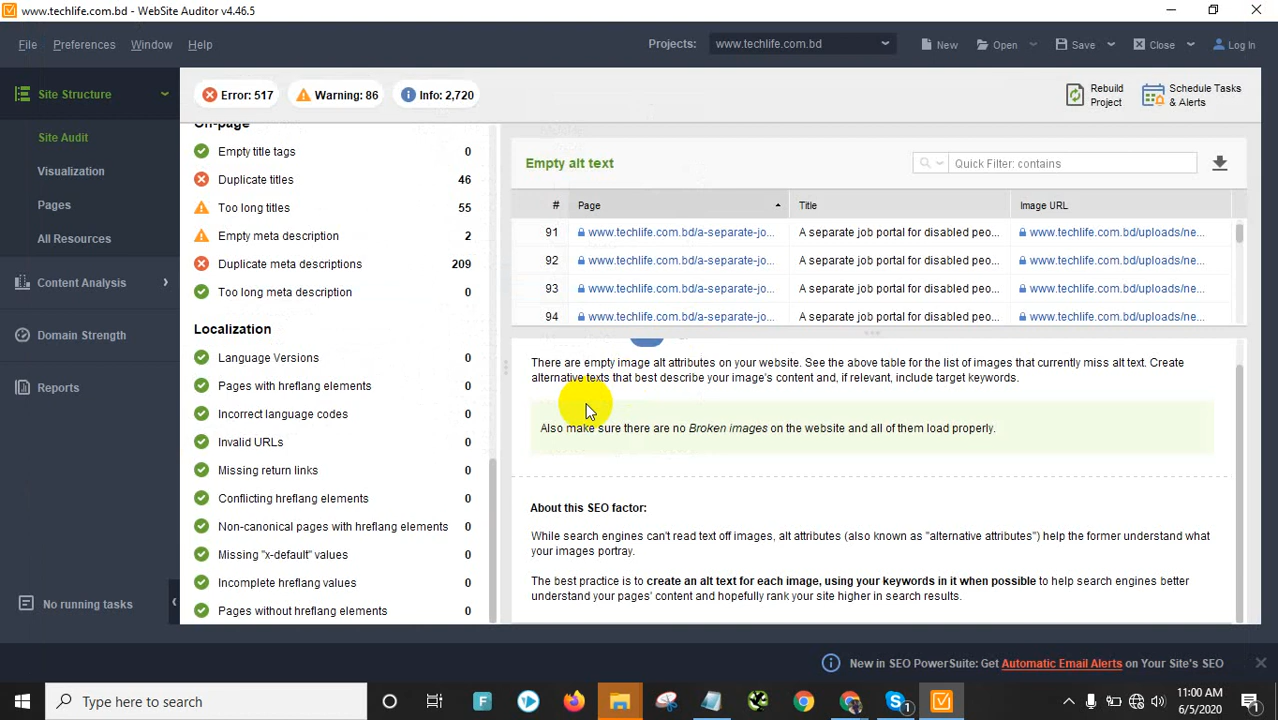 www.techlife.com.bd - WebSite Auditor v4.46.5
File Preferences Window Help Projects: www.techlife.com.bd New Open Save Close Log In
Site Structure
Site Audit
Visualization
Pages
All Resources
Content Analysis
Domain Strength
Reports
No running tasks
Error: 517 Warning: 86 Info: 2,720
Rebuild Project
Schedule Tasks & Alerts
On-page
Empty title tags 0
Duplicate titles 46
Too long titles 55
Empty meta description 2
Duplicate meta descriptions 209
Too long meta description 0
Localization
Language Versions 0
Pages with hreflang elements 0
Incorrect language codes 0
Invalid URLs 0
Missing return links 0
Conflicting hreflang elements 0
Non-canonical pages with hreflang elements 0
Missing "x-default" values 0
Incomplete hreflang values 0
Pages without hreflang elements 0
Empty alt text Quick Filter: contains
# Page Title Image URL
91 www.techlife.com.bd/a-separate-jo... A separate job portal for disabled peo... www.techlife.com.bd/uploads/ne...
92 www.techlife.com.bd/a-separate-jo... A separate job portal for disabled peo... www.techlife.com.bd/uploads/ne...
93 www.techlife.com.bd/a-separate-jo... A separate job portal for disabled peo... www.techlife.com.bd/uploads/ne...
94 www.techlife.com.bd/a-separate-jo... A separate job portal for disabled peo... www.techlife.com.bd/uploads/ne...
There are empty image alt attributes on your website. See the above table for the list of images that currently miss alt text. Create
alternative texts that best describe your image's content and, if relevant, include target keywords.
Also make sure there are no Broken images on the website and all of them load properly.
About this SEO factor:
While search engines can't read text off images, alt attributes (also known as "alternative attributes") help the former understand what
your images portray.
The best practice is to create an alt text for each image, using your keywords in it when possible to help search engines better
understand your pages' content and hopefully rank your site higher in search results.
New in SEO PowerSuite: Get Automatic Email Alerts on Your Site's SEO
Type here to search
11:00 AM
6/5/2020